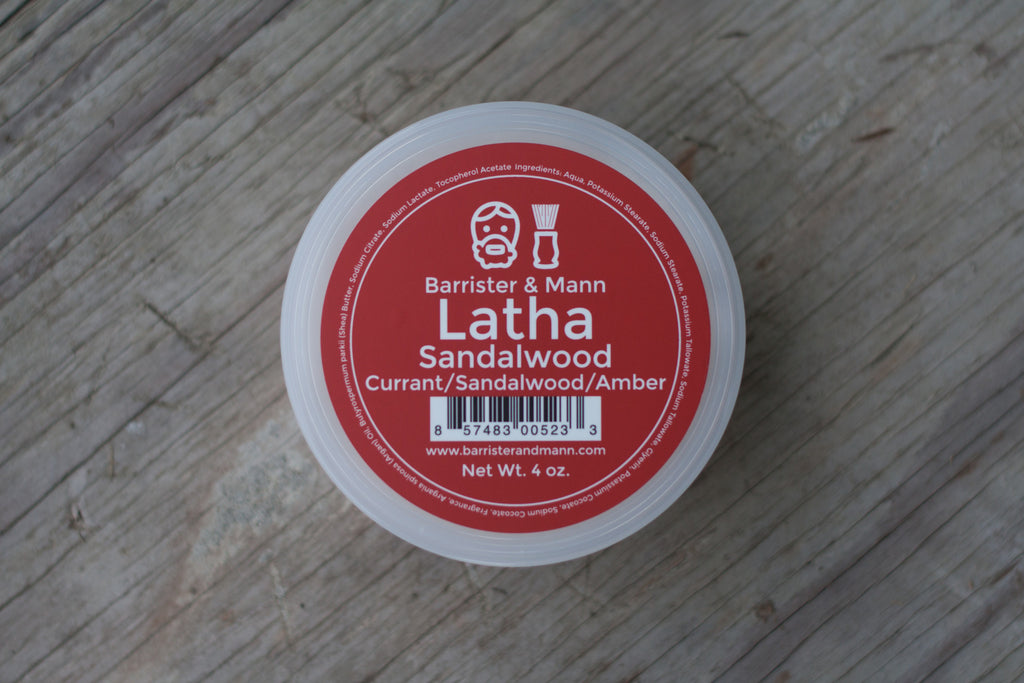 Barrister & Mann
Latha
Sandalwood
Currant/Sandalwood/Amber
8 57483 00523 3
www.barristerandmann.com
Net Wt. 4 oz.
Ingredients: Aqua, Potassium Stearate, Sodium Stearate, Potassium Tallowate, Sodium Tallowate, Glyerin, Potassium Cocoate, Sodium Cocoate, Fragrance, Argania spinosa (Argan) Oil, Butyrospermum parkii (Shea) Butter, Sodium Citrate, Sodium Lactate, Tocopherol Acetate